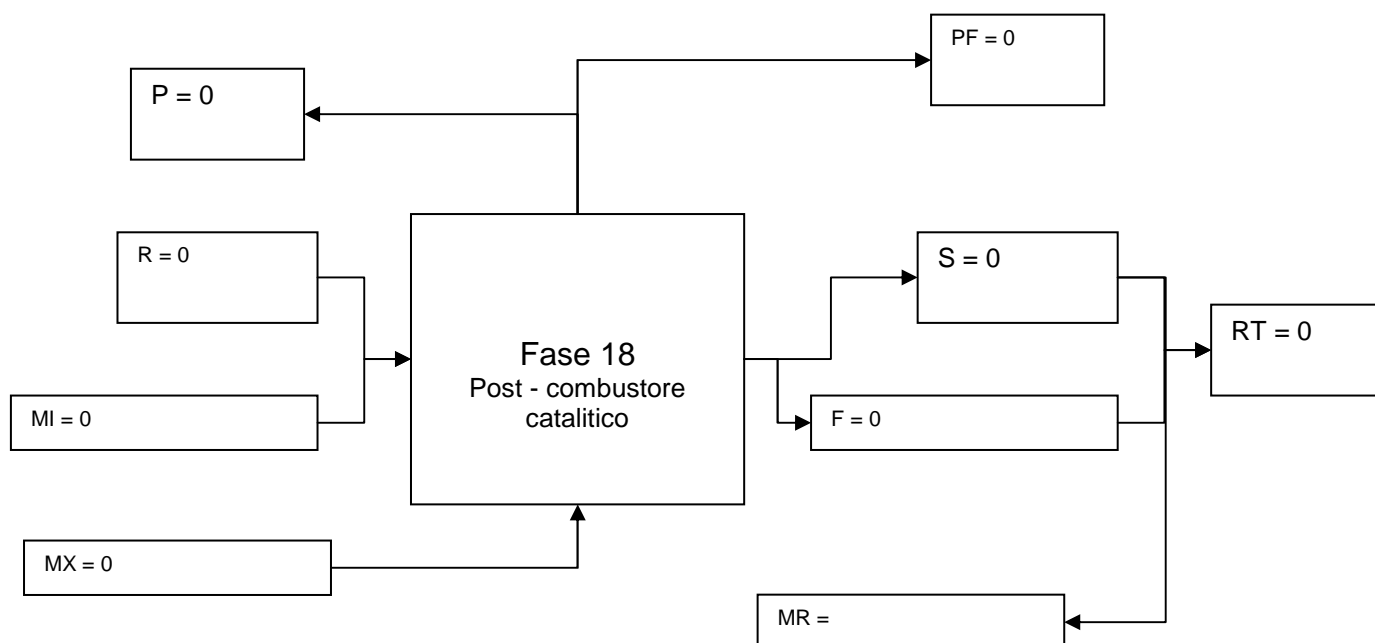 PF = 0
P = 0
R = 0
S = 0
RT = 0
Fase 18
Post - combustore
catalitico
MI = 0
F = 0
MX = 0
MR =